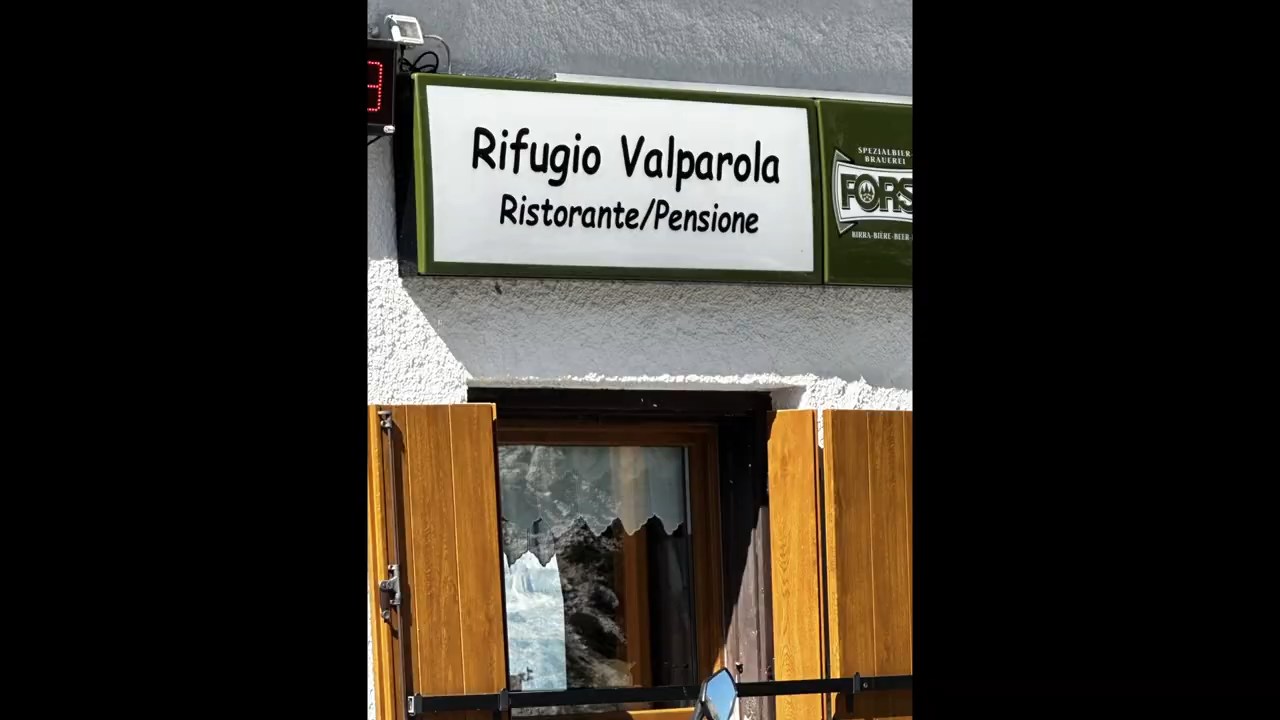 Rifugio Valparola
Ristorante/Pensione
SPEZIALBIER
BRAUEREI
FORS
BIRRA-BIÈRE-BEER-